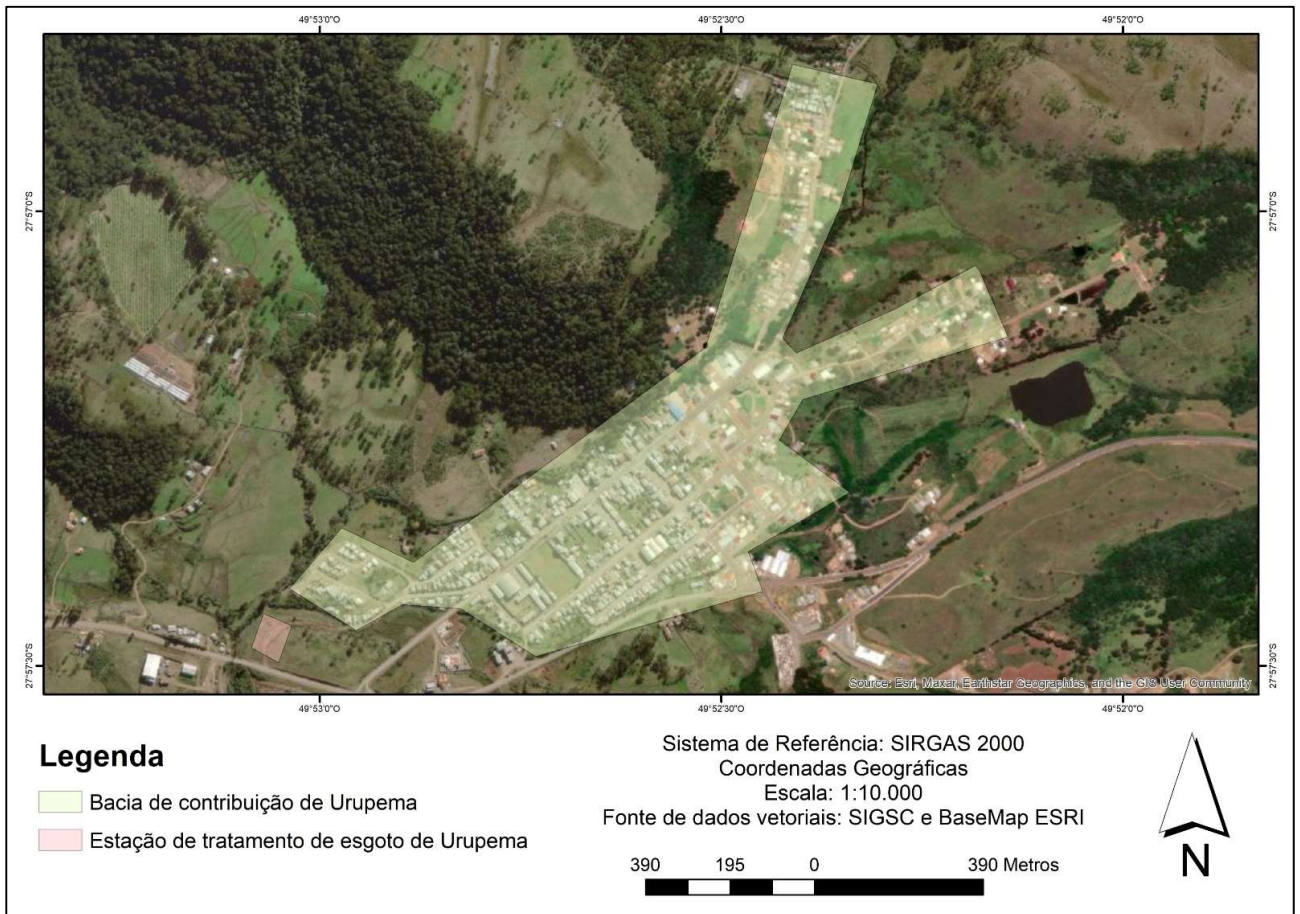 49°53'0"O 49°52'30"O 49°52'0"O
27°57'0"S 27°57'0"S
27°57'30"S 27°57'30"S
Source: Esri, Maxar, Earthstar Geographics, and the GIS User Community
49°53'0"O 49°52'30"O 49°52'0"O
Legenda
Bacia de contribuição de Urupema
Estação de tratamento de esgoto de Urupema
Sistema de Referência: SIRGAS 2000
Coordenadas Geográficas
Escala: 1:10.000
Fonte de dados vetoriais: SIGSC e BaseMap ESRI
390 195 0 390 Metros
N